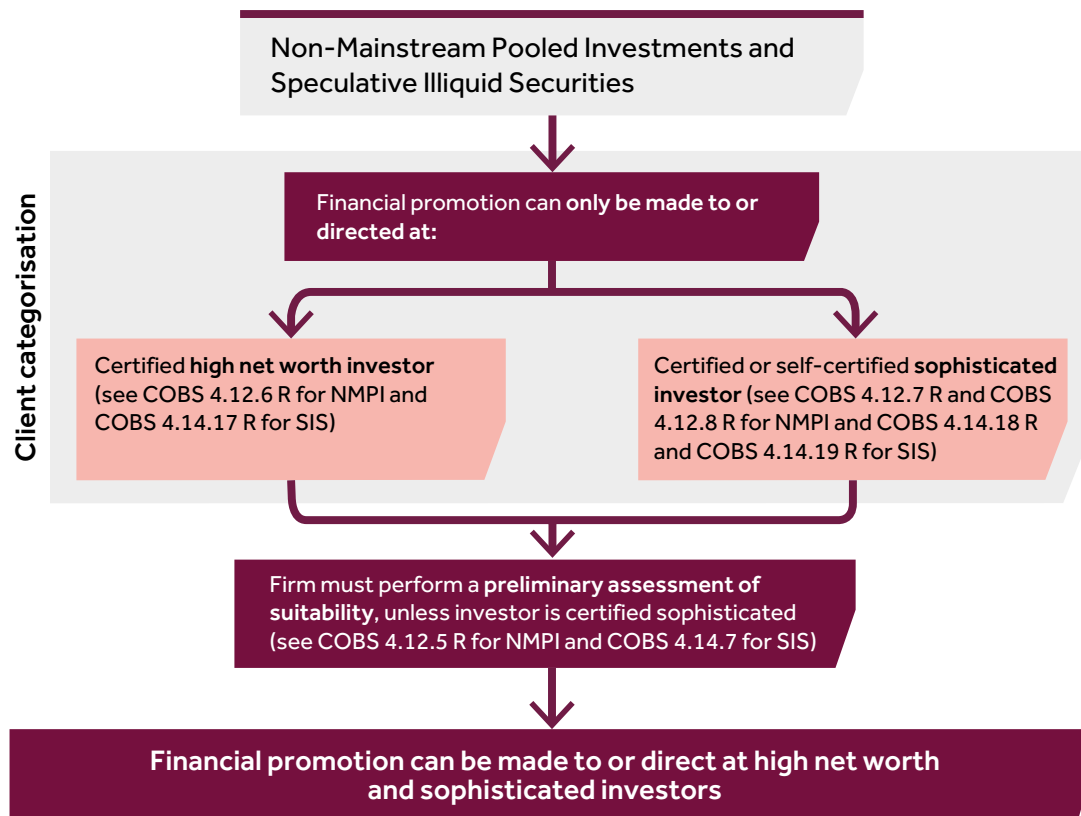 Non-Mainstream Pooled Investments and
Speculative Illiquid Securities
Client categorisation
Financial promotion can only be made to or
directed at:
Certified high net worth investor
(see COBS 4.12.6 R for NMPI and
COBS 4.14.17 R for SIS)
Certified or self-certified sophisticated
investor (see COBS 4.12.7 R and COBS
4.12.8 R for NMPI and COBS 4.14.18 R
and COBS 4.14.19 R for SIS)
Firm must perform a preliminary assessment of
suitability, unless investor is certified sophisticated
(see COBS 4.12.5 R for NMPI and COBS 4.14.7 for SIS)
Financial promotion can be made to or direct at high net worth
and sophisticated investors